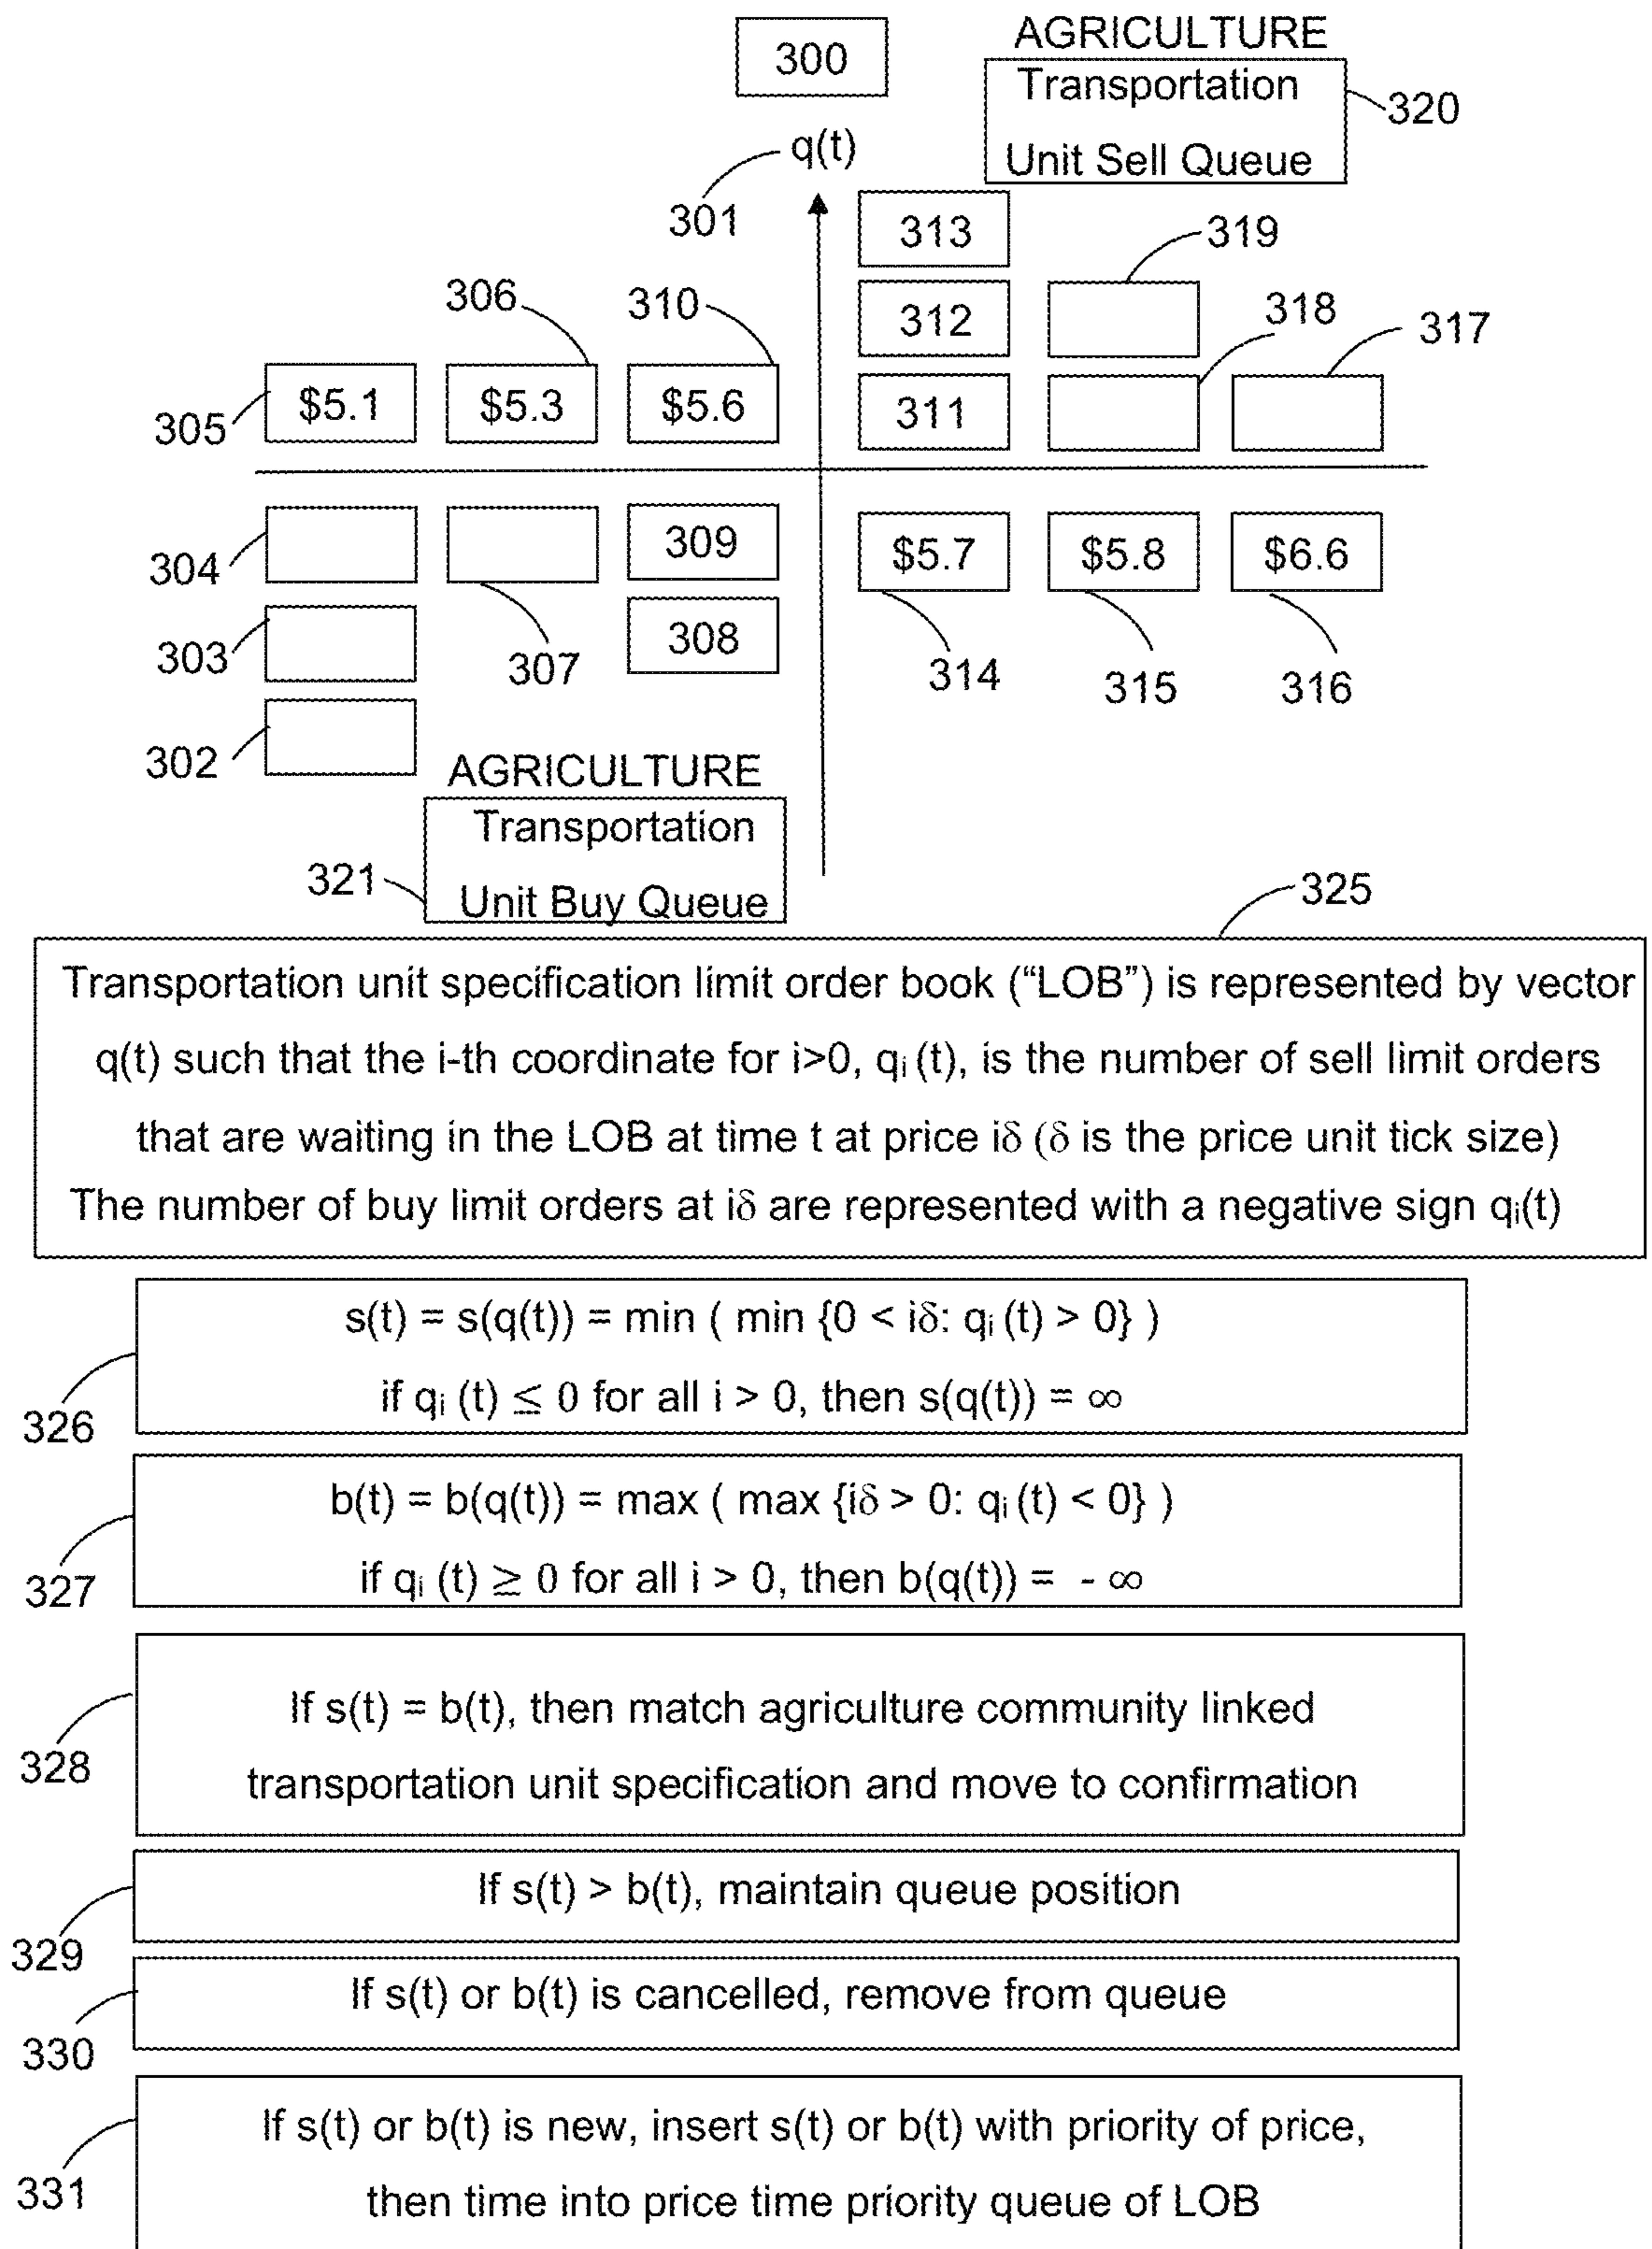 300
AGRICULTURE
Transportation
Unit Sell Queue
320
q(t)
301
313
319
306
310
312
318
317
305
$5.1
$5.3
$5.6
311
304
309
$5.7
$5.8
$6.6
303
307
308
314
315
316
302
AGRICULTURE
Transportation
321
Unit Buy Queue
325
Transportation unit specification limit order book (“LOB”) is represented by vector
q(t) such that the i-th coordinate for i>0, qᵢ (t), is the number of sell limit orders
that are waiting in the LOB at time t at price iδ (δ is the price unit tick size)
The number of buy limit orders at iδ are represented with a negative sign qᵢ(t)
s(t) = s(q(t)) = min ( min {0 < iδ: qᵢ (t) > 0} )
if qᵢ (t) ≦ 0 for all i > 0, then s(q(t)) = ∞
326
b(t) = b(q(t)) = max ( max {iδ > 0: qᵢ (t) < 0} )
if qᵢ (t) ≧ 0 for all i > 0, then b(q(t)) = - ∞
327
If s(t) = b(t), then match agriculture community linked
328
transportation unit specification and move to confirmation
If s(t) > b(t), maintain queue position
329
If s(t) or b(t) is cancelled, remove from queue
330
If s(t) or b(t) is new, insert s(t) or b(t) with priority of price,
331
then time into price time priority queue of LOB